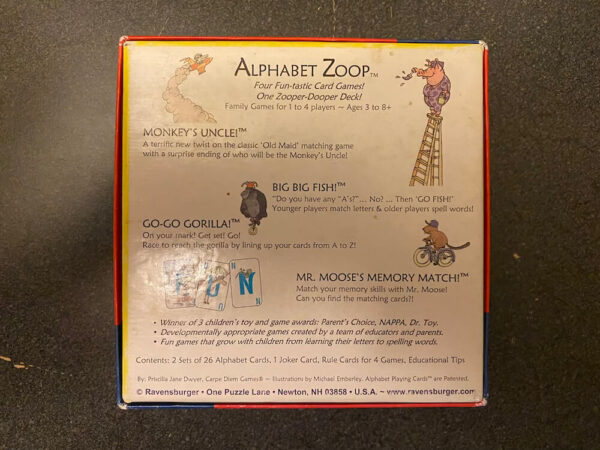 ALPHABET ZOOP™
Four Fun-tastic Card Games!
One Zooper-Dooper Deck!
Family Games for 1 to 4 players ~ Ages 3 to 8+
MONKEY'S UNCLE!™
A terrific new twist on the classic 'Old Maid' matching game
with a surprise ending of who will be the Monkey's Uncle!
BIG BIG FISH!™
"Do you have any "A's?"... No? ... Then 'GO FISH!'
Younger players match letters & older players spell words!
GO-GO GORILLA!™
On your mark! Get set! Go!
Race to reach the gorilla by lining up your cards from A to Z!
F U N
MR. MOOSE'S MEMORY MATCH!™
Match your memory skills with Mr. Moose!
Can you find the matching cards?!
• Winner of 3 children's toy and game awards: Parent's Choice, NAPPA, Dr. Toy.
• Developmentally appropriate games created by a team of educators and parents.
• Fun games that grow with children from learning their letters to spelling words.
Contents: 2 Sets of 26 Alphabet Cards, 1 Joker Card, Rule Cards for 4 Games, Educational Tips
By: Priscilla Jane Dwyer, Carpe Diem Games® ~ Illustrations by Michael Emberley. Alphabet Playing Cards™ are Patented.
© Ravensburger • One Puzzle Lane • Newton, NH 03858 • U.S.A. ~ www.ravensburger.com